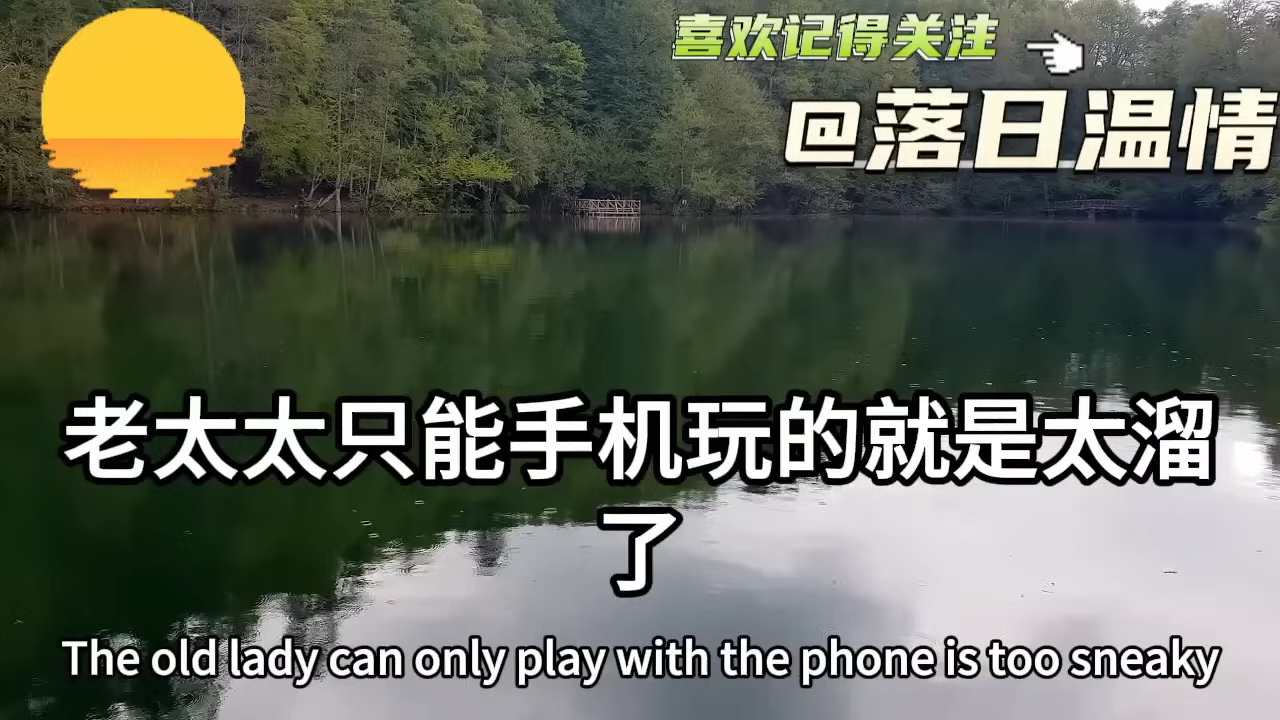 喜欢记得关注
@落日温情
老太太只能手机玩的就是太溜
了
The old lady can only play with the phone is too sneaky